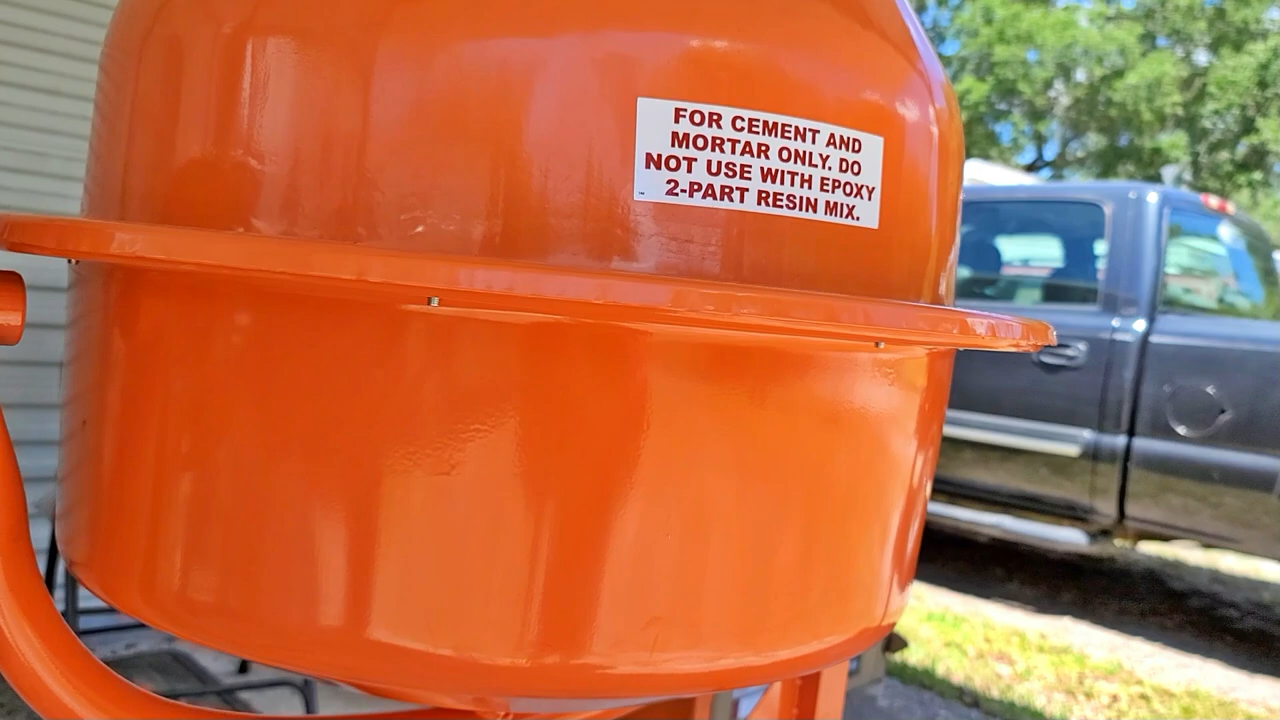 FOR CEMENT AND
MORTAR ONLY. DO
NOT USE WITH EPOXY
2-PART RESIN MIX.